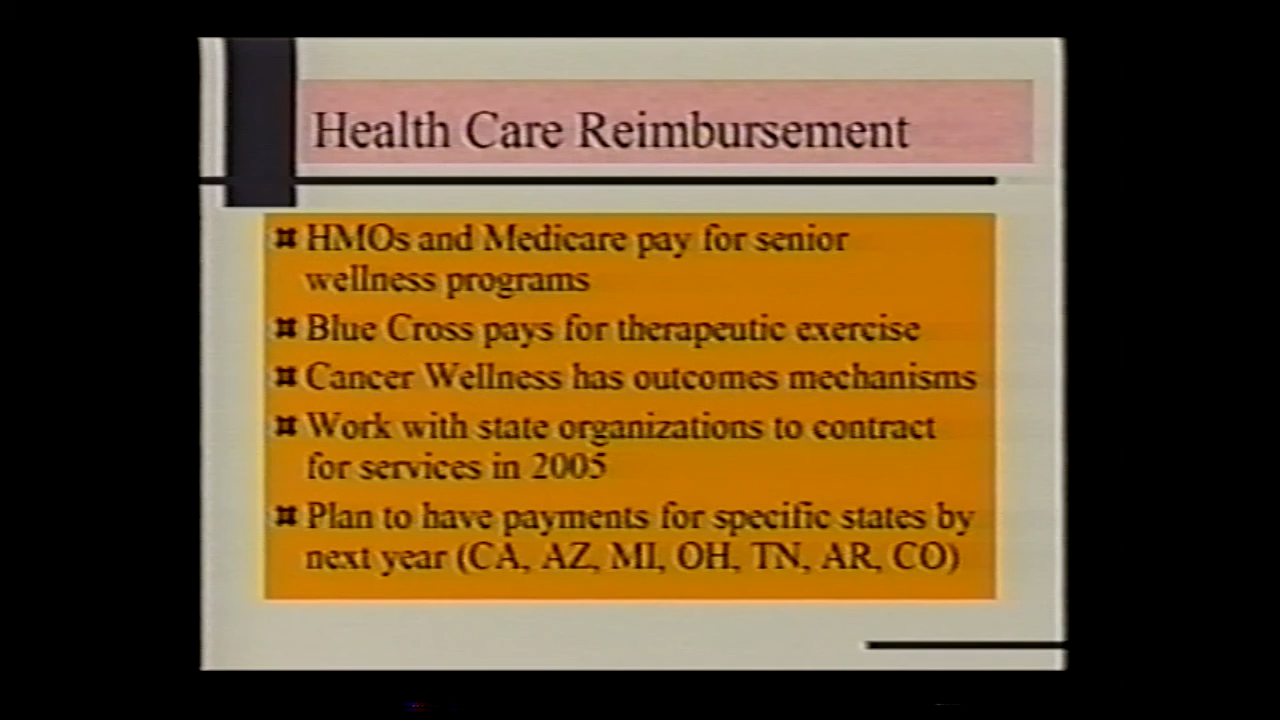 Health Care Reimbursement
HMOs and Medicare pay for senior
wellness programs
Blue Cross pays for therapeutic exercise
Cancer Wellness has outcomes mechanisms
Work with state organizations to contract
for services in 2005
Plan to have payments for specific states by
next year (CA, AZ, MI, OH, TN, AR, CO)